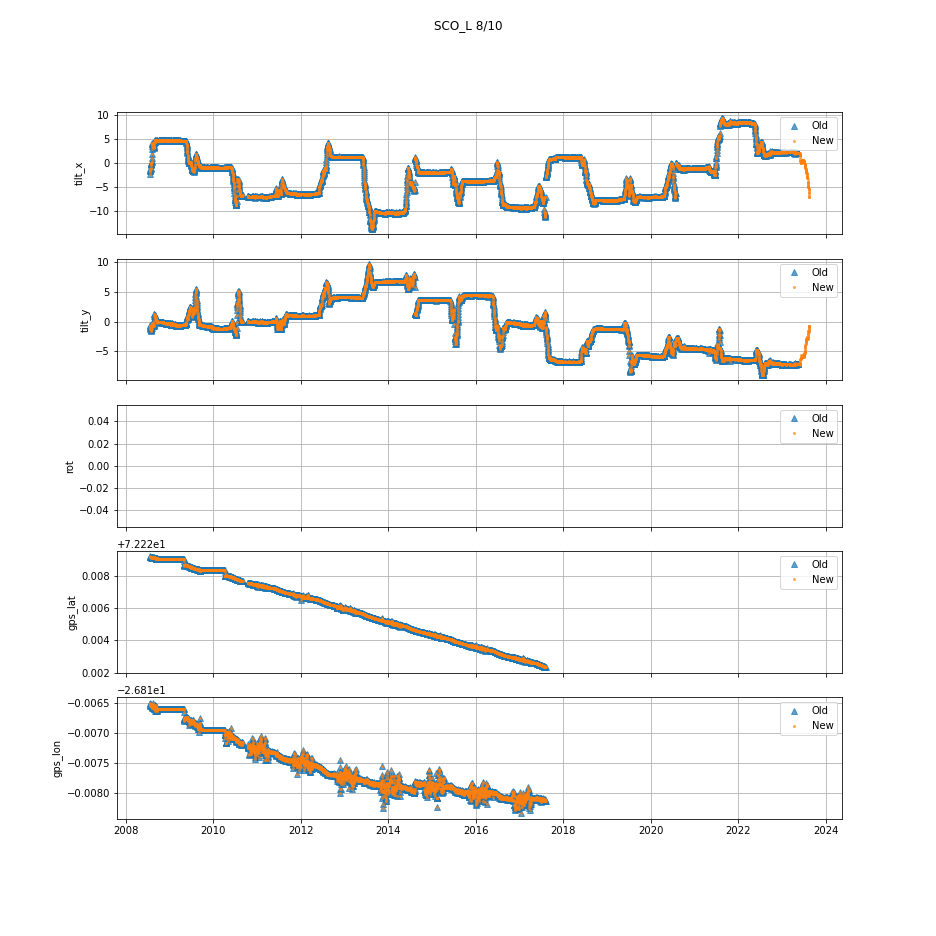 SCO_L 8/10
10
5
0
−5
−10
tilt_x
Old
New
10
5
0
−5
tilt_y
Old
New
0.04
0.02
0.00
−0.02
−0.04
rot
Old
New
+7.222e1
0.008
0.006
0.004
0.002
gps_lat
Old
New
−2.681e1
−0.0065
−0.0070
−0.0075
−0.0080
gps_lon
Old
New
2008 2010 2012 2014 2016 2018 2020 2022 2024